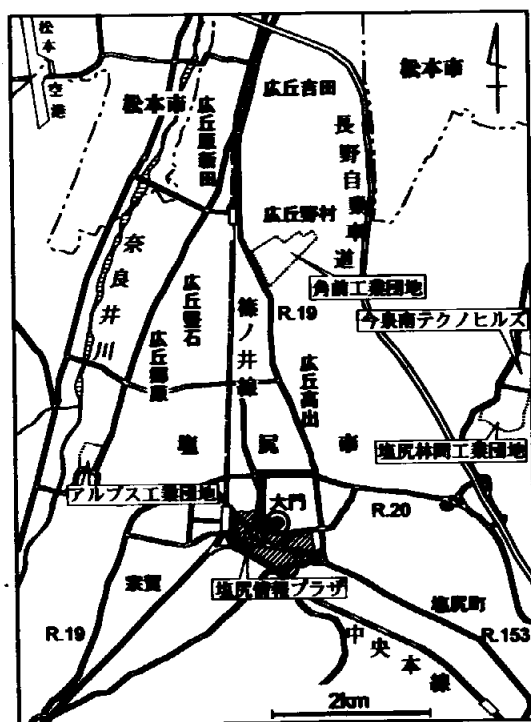 松本空港
松本市
松本市
広丘吉田
広丘原新田
長野自動車道
広丘野村
奈良井川
角前工業団地
今泉南テクノヒルズ
R.19
広丘堅石
篠ノ井線
広丘郷原
広丘高出
塩尻市
塩尻林間工業団地
アルプス工業団地
大門
R.20
宗賀
塩尻情報プラザ
塩尻町
R.19
R.153
中央本線
2km